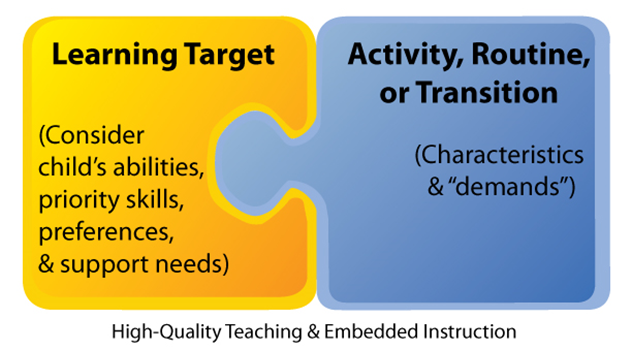 Learning Target
(Consider
child’s abilities,
priority skills,
preferences,
& support needs)
Activity, Routine,
or Transition
(Characteristics
& “demands”)
High-Quality Teaching & Embedded Instruction